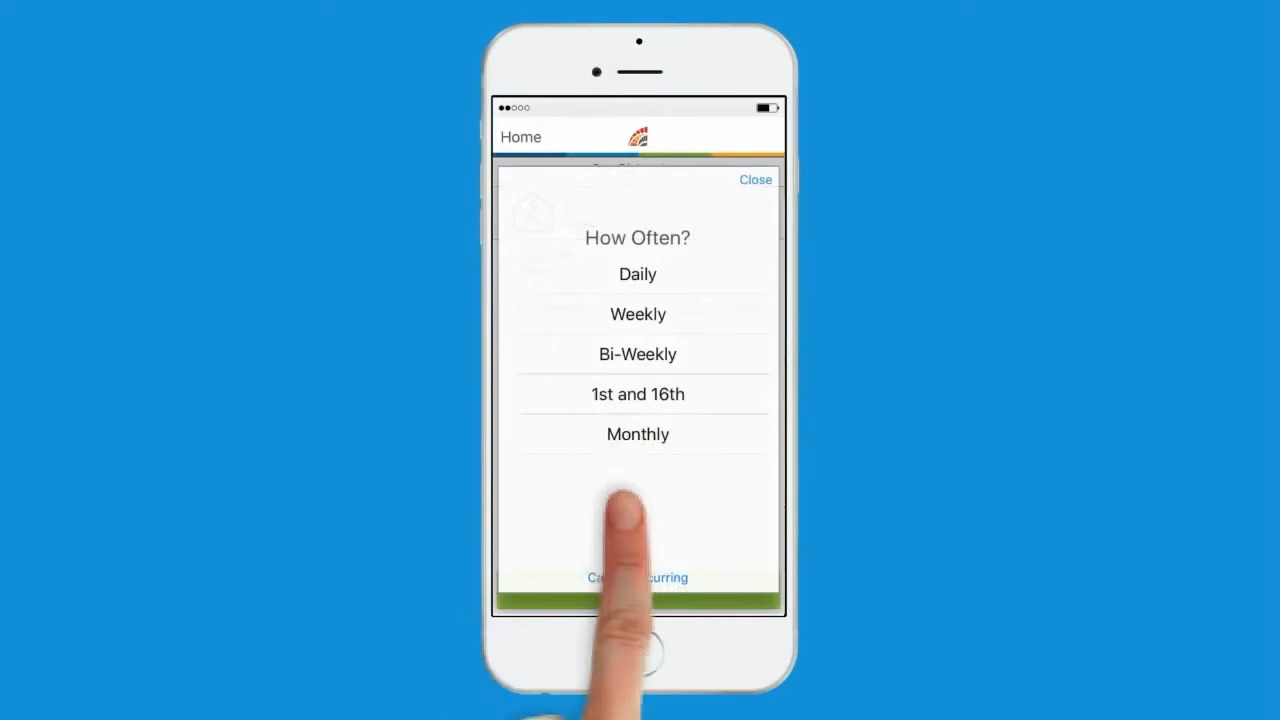 Home
Close
How Often?
Daily
Weekly
Bi-Weekly
1st and 16th
Monthly